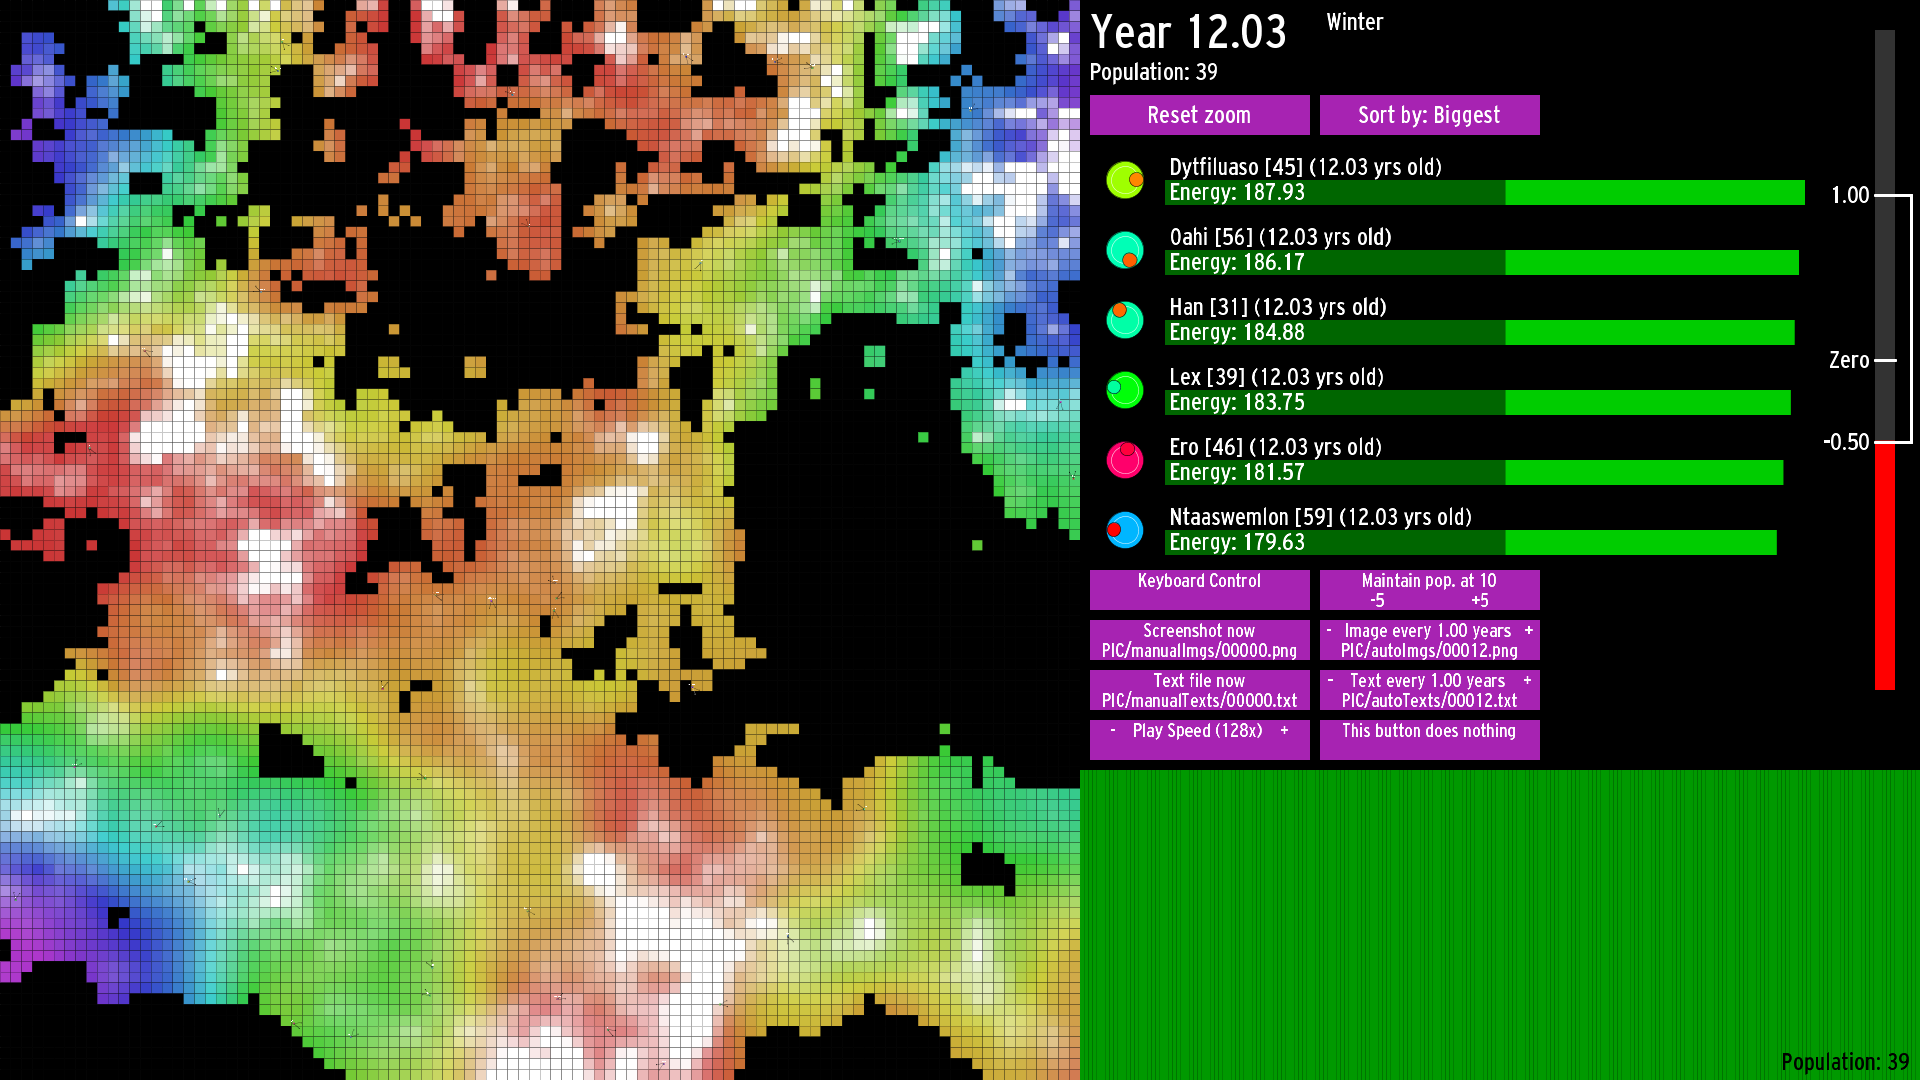 Year 12.03
Winter
Population: 39
Reset zoom
Sort by: Biggest
Dytfiluaso [45] (12.03 yrs old)
Energy: 187.93
Oahi [56] (12.03 yrs old)
Energy: 186.17
Han [31] (12.03 yrs old)
Energy: 184.88
Lex [39] (12.03 yrs old)
Energy: 183.75
Ero [46] (12.03 yrs old)
Energy: 181.57
Ntaaswemlon [59] (12.03 yrs old)
Energy: 179.63
1.00
Zero
-0.50
Keyboard Control
Maintain pop. at 10
-5 +5
Screenshot now
PIC/manualImgs/00000.png
- Image every 1.00 years +
PIC/autoImgs/00012.png
Text file now
PIC/manualTexts/00000.txt
- Text every 1.00 years +
PIC/autoTexts/00012.txt
- Play Speed (128x) +
This button does nothing
Population: 39